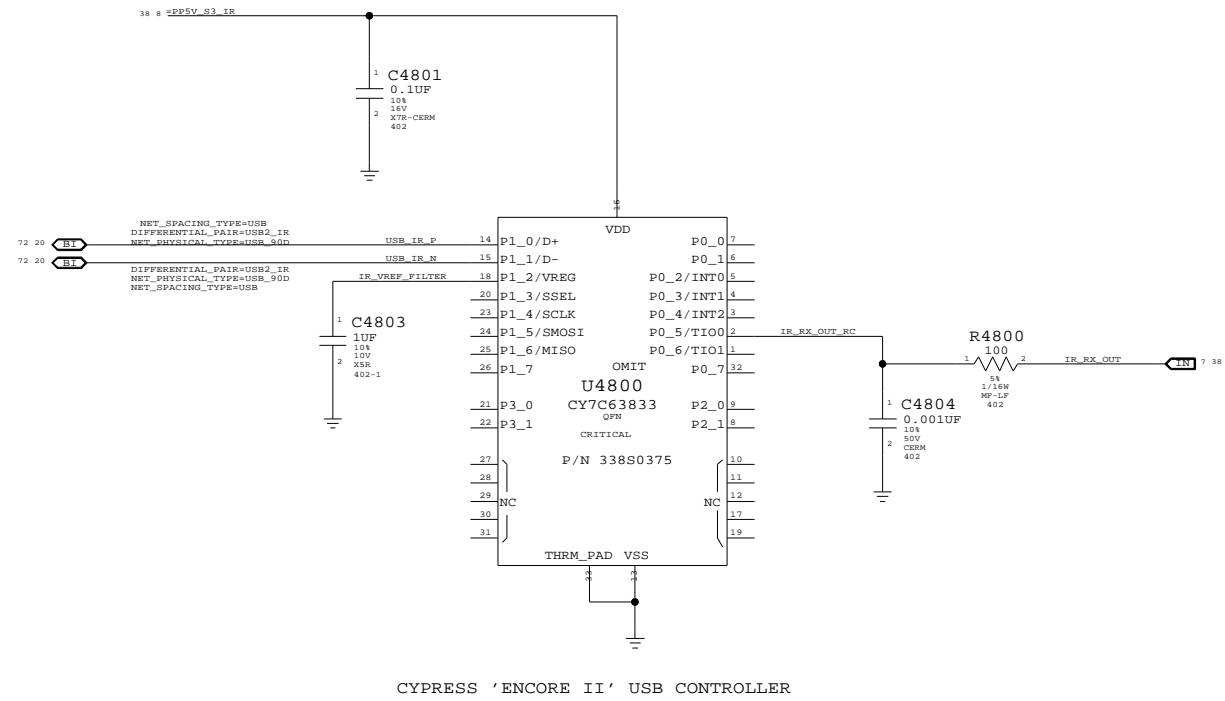 38 8 =PP5V_S3_IR
1 C4801
0.1UF
10%
16V
2 X7R-CERM
402
16
VDD
NET_SPACING_TYPE=USB
DIFFERENTIAL_PAIR=USB2_IR
NET_PHYSICAL_TYPE=USB_90D
72 20 BI USB_IR_P 14 P1_0/D+
72 20 BI USB_IR_N 15 P1_1/D-
DIFFERENTIAL_PAIR=USB2_IR
NET_PHYSICAL_TYPE=USB_90D
NET_SPACING_TYPE=USB
IR_VREF_FILTER 18 P1_2/VREG
20 P1_3/SSEL
23 P1_4/SCLK
24 P1_5/SMOSI
25 P1_6/MISO
26 P1_7
21 P3_0
22 P3_1
27
28
29 NC
30
31
1 C4803
1UF
10%
10V
2 X5R
402-1
P0_0 7
P0_1 6
P0_2/INT0 5
P0_3/INT1 4
P0_4/INT2 3
P0_5/TIO0 2 IR_RX_OUT_RC
P0_6/TIO1 1
P0_7 32
P2_0 9
P2_1 8
10
11
NC 12
17
19
OMIT
U4800
CY7C63833
QFN
CRITICAL
P/N 338S0375
THRM_PAD VSS
33 13
R4800
1 100 2 IR_RX_OUT IN 7 38
5%
1/16W
MF-LF
402
1 C4804
0.001UF
10%
50V
2 CERM
402
CYPRESS 'ENCORE II' USB CONTROLLER